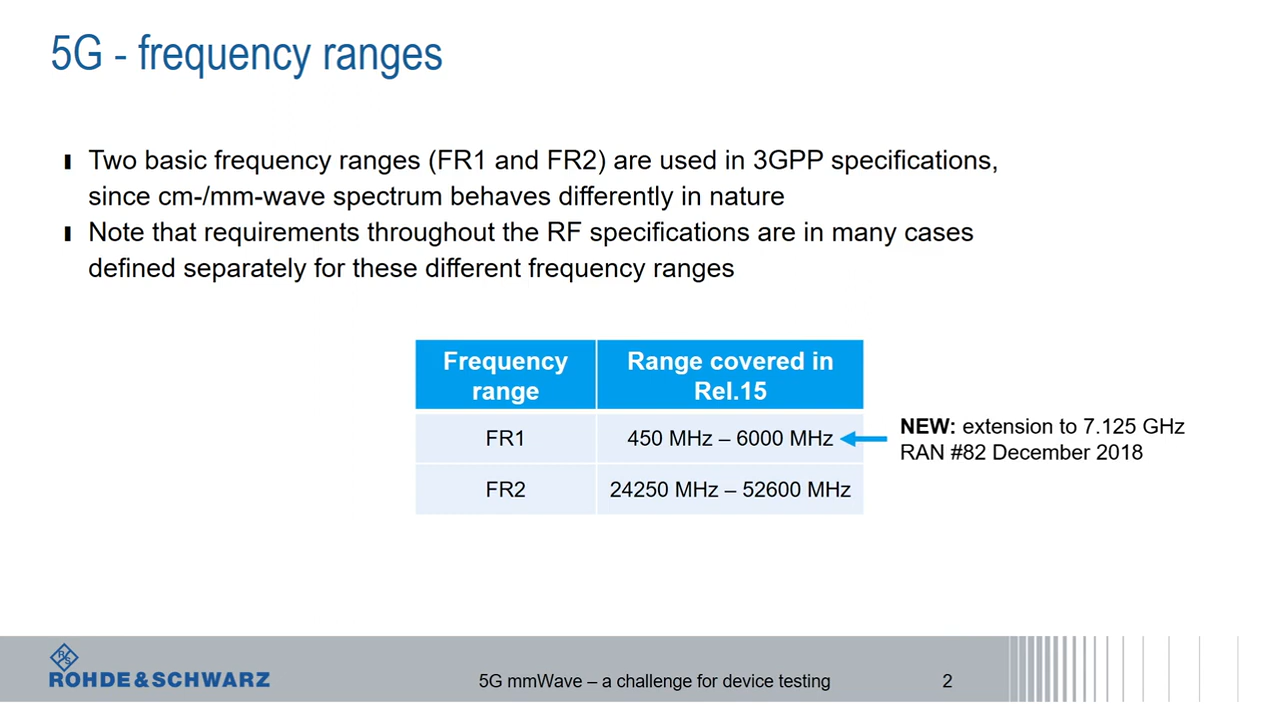 5G - frequency ranges
Two basic frequency ranges (FR1 and FR2) are used in 3GPP specifications,
since cm-/mm-wave spectrum behaves differently in nature
Note that requirements throughout the RF specifications are in many cases
defined separately for these different frequency ranges
Frequency
range
Range covered in
Rel.15
FR1
450 MHz – 6000 MHz
NEW: extension to 7.125 GHz
RAN #82 December 2018
FR2
24250 MHz – 52600 MHz
R/S
ROHDE&SCHWARZ
5G mmWave – a challenge for device testing
2